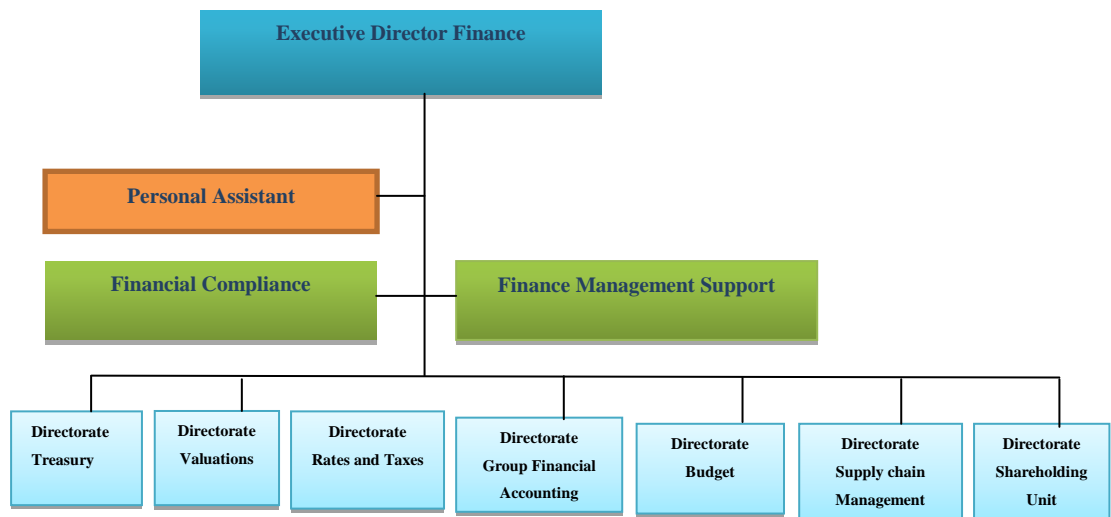 Executive Director Finance
Personal Assistant
Financial Compliance
Finance Management Support
Directorate
Treasury
Directorate
Valuations
Directorate
Rates and Taxes
Directorate
Group Financial
Accounting
Directorate
Budget
Directorate
Supply chain
Management
Directorate
Shareholding
Unit